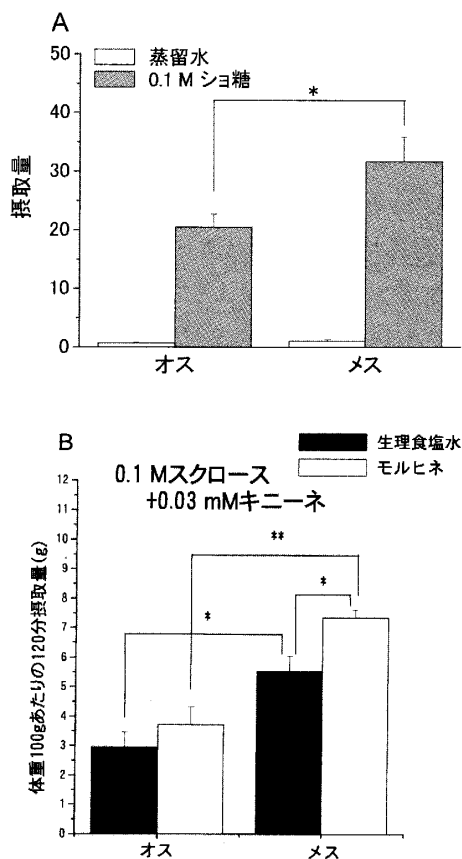 A
蒸留水
0.1 M ショ糖
50
40
30
20
10
0
摂取量
*
オス
メス
B
生理食塩水
モルヒネ
0.1 Mスクロース
+0.03 mMキニーネ
12
11
10
9
8
7
6
5
4
3
2
1
0
体重100gあたりの120分摂取量(g)
**
*
*
オス
メス